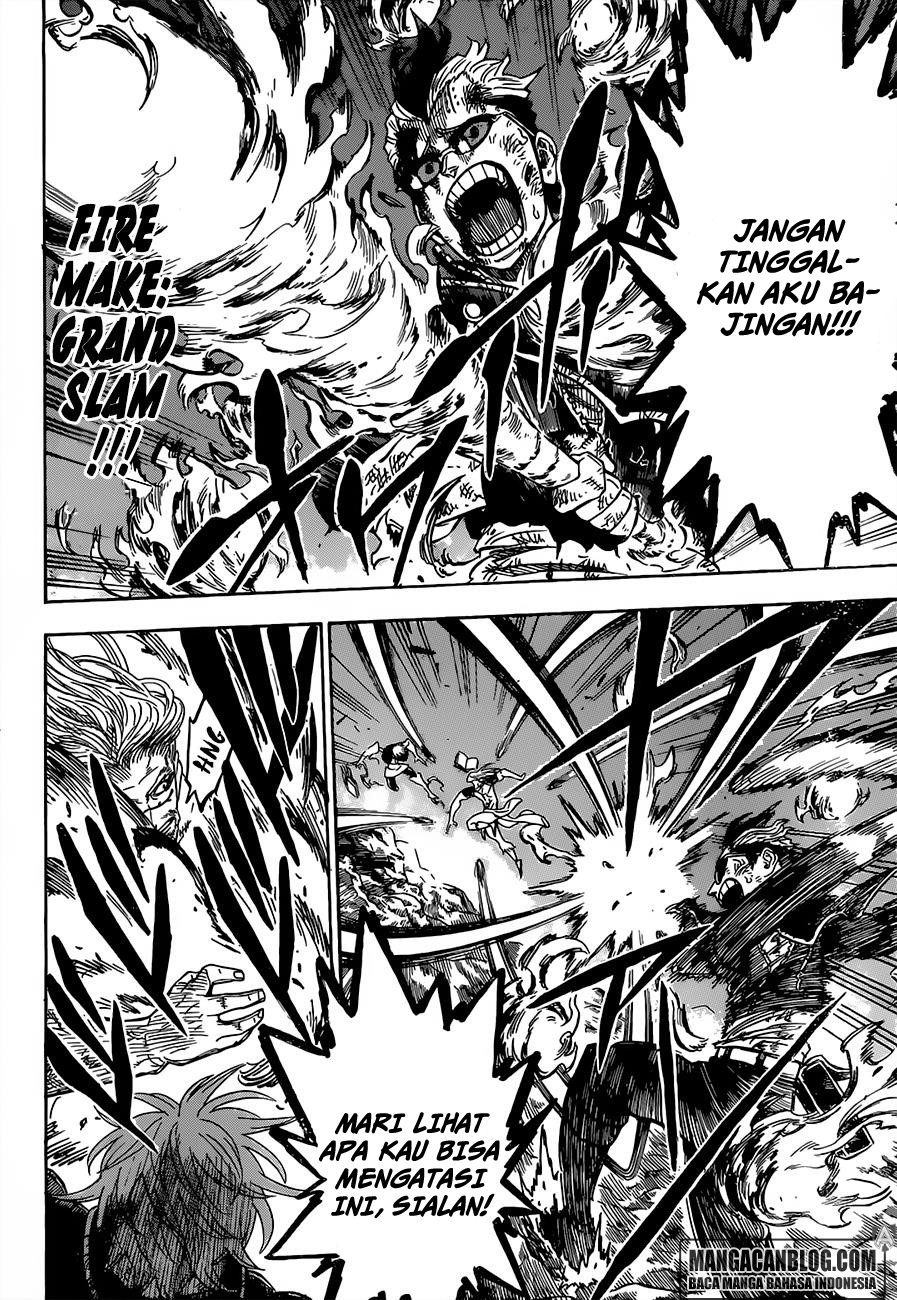 JANGAN
TINGGAL-
KAN AKU BA-
JINGAN!!!
FIRE
MAKE:
GRAND
SLAM
!!!
HNG
MARI LIHAT
APA KAU BISA
MENGATASI
INI, SIALAN!
MANGACANBLOG.COM
BACA MANGA BAHASA INDONESIA